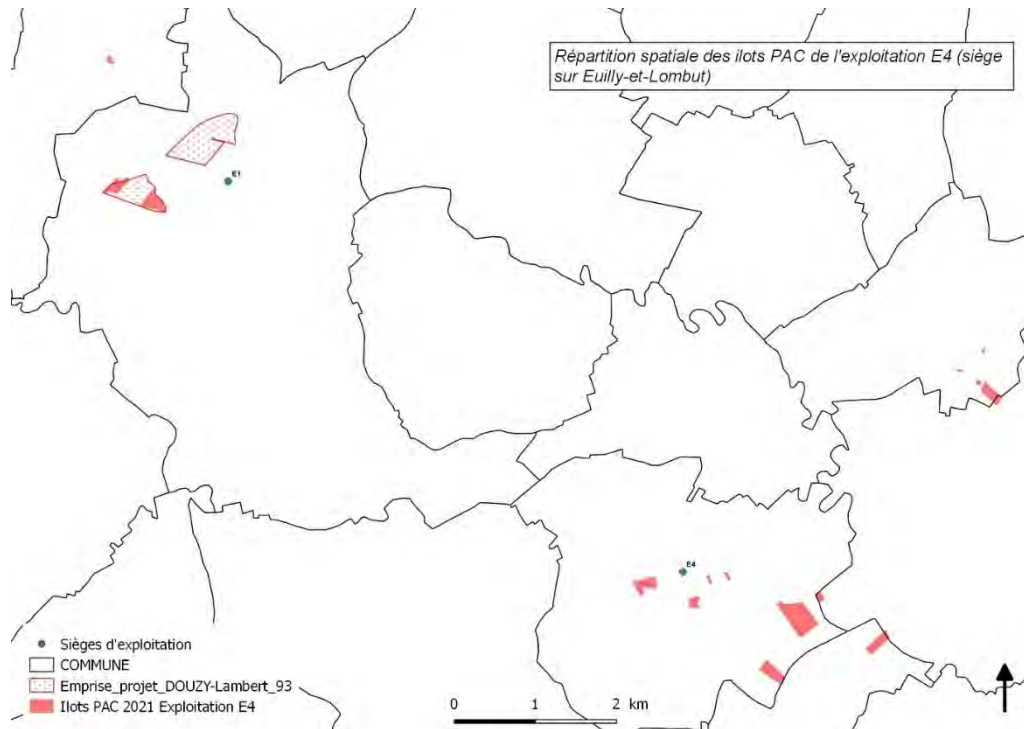 Répartition spatiale des ilots PAC de l'exploitation E4 (siège
sur Euilly-et-Lombut)
E1
E4
Sièges d'exploitation
COMMUNE
Emprise_projet_DOUZY-Lambert_93
Ilots PAC 2021 Exploitation E4
0 1 2 km